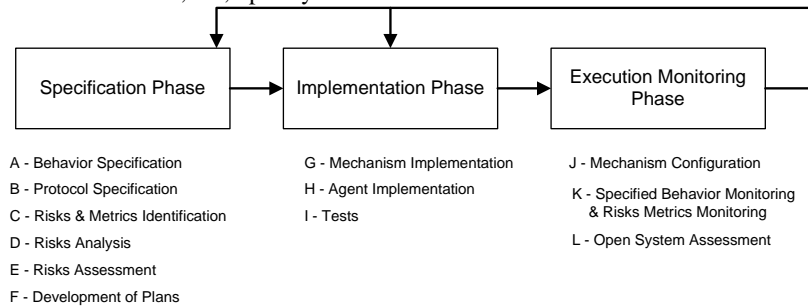 Specification Phase
Implementation Phase
Execution Monitoring
Phase
A - Behavior Specification
B - Protocol Specification
C - Risks & Metrics Identification
D - Risks Analysis
E - Risks Assessment
F - Development of Plans
G - Mechanism Implementation
H - Agent Implementation
I - Tests
J - Mechanism Configuration
K - Specified Behavior Monitoring
& Risks Metrics Monitoring
L - Open System Assessment